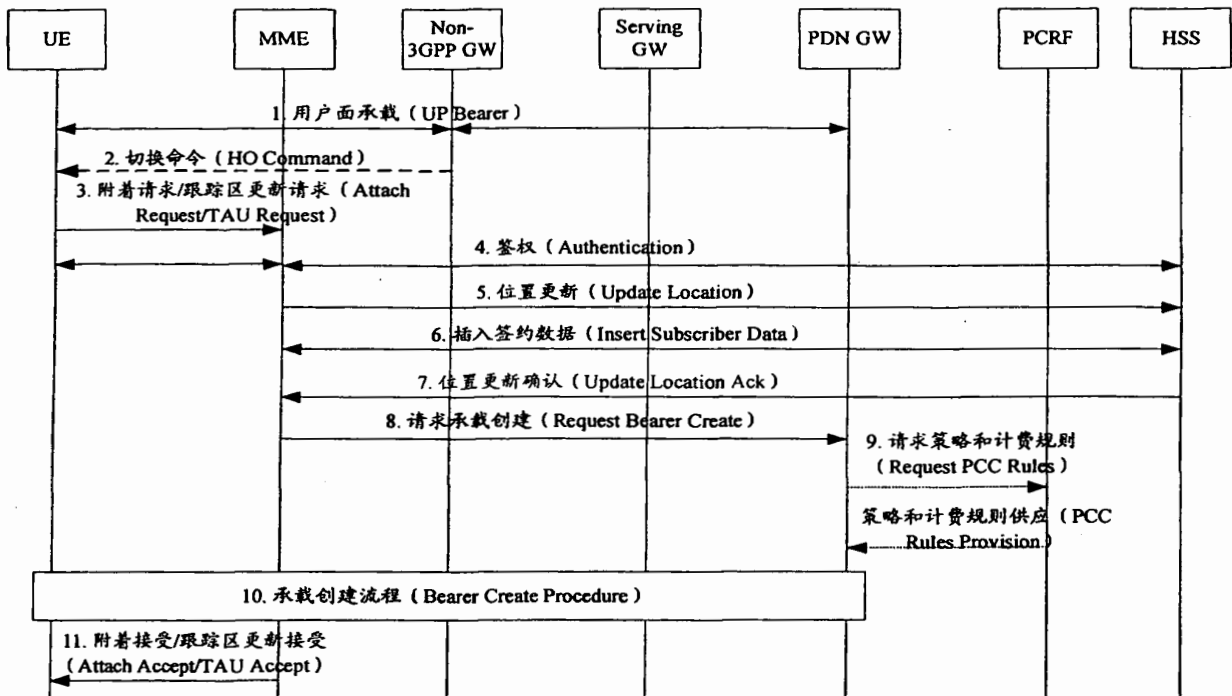 UE
MME
Non-
3GPP GW
Serving
GW
PDN GW
PCRF
HSS
1. 用户面承载（UP Bearer）
2. 切换命令（HO Command）
3. 附着请求/跟踪区更新请求（Attach
Request/TAU Request）
4. 鉴权（Authentication）
5. 位置更新（Update Location）
6. 插入签约数据（Insert Subscriber Data）
7. 位置更新确认（Update Location Ack）
8. 请求承载创建（Request Bearer Create）
9. 请求策略和计费规则
（Request PCC Rules）
策略和计费规则供应（PCC
Rules Provision）
10. 承载创建流程（Bearer Create Procedure）
11. 附着接受/跟踪区更新接受
（Attach Accept/TAU Accept）